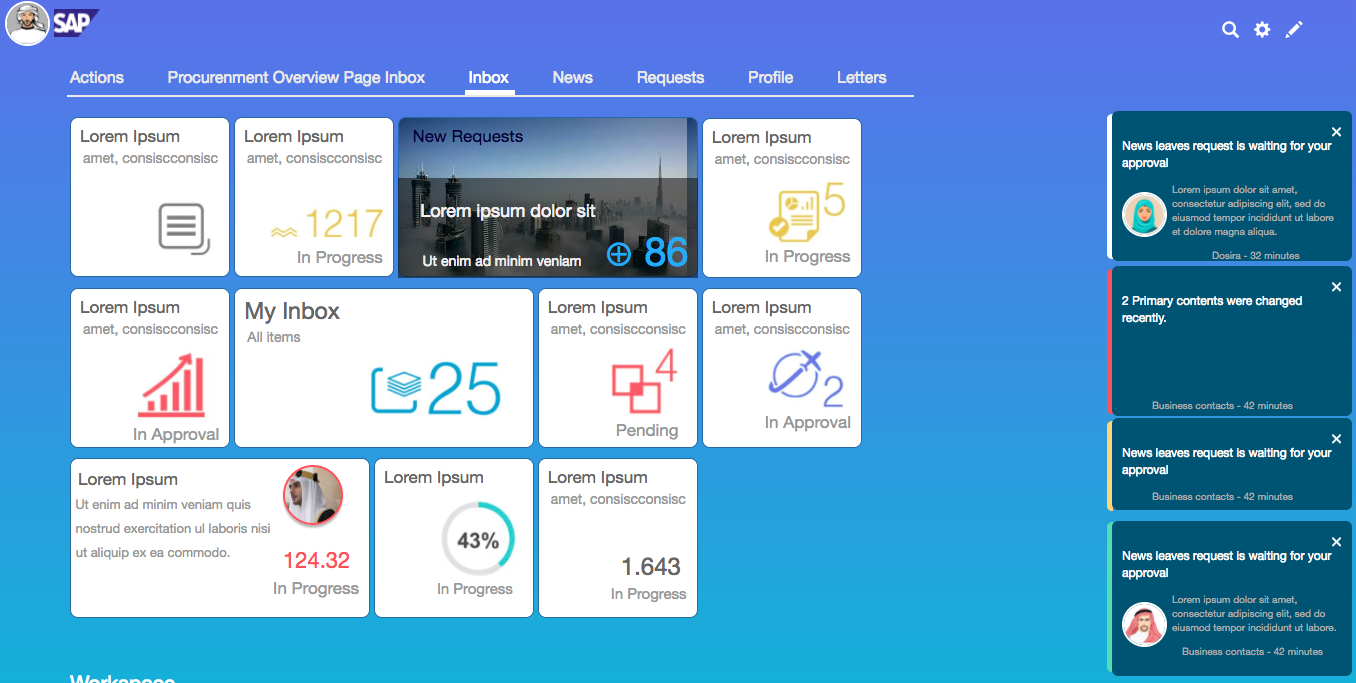 SAP
Actions
Procurenment Overview Page Inbox
Inbox
News
Requests
Profile
Letters
Lorem Ipsum
amet, consiscconsisc
Lorem Ipsum
amet, consiscconsisc
1217
In Progress
New Requests
Lorem ipsum dolor sit
Ut enim ad minim veniam
86
Lorem Ipsum
amet, consiscconsisc
5
In Progress
Lorem Ipsum
amet, consiscconsisc
In Approval
My Inbox
All items
25
Lorem Ipsum
amet, consiscconsisc
4
Pending
Lorem Ipsum
amet, consiscconsisc
2
In Approval
Lorem Ipsum
Ut enim ad minim veniam quis
nostrud exercitation ul laboris nisi
ut aliquip ex ea commodo.
124.32
In Progress
Lorem Ipsum
43%
In Progress
Lorem Ipsum
amet, consiscconsisc
1.643
In Progress
Workspace
News leaves request is waiting for your
approval
Lorem ipsum dolor sit amet,
consectetur adipiscing elit, sed do
eiusmod tempor incididunt ut labore
et dolore magna aliqua.
Dosira - 32 minutes
2 Primary contents were changed
recently.
Business contacts - 42 minutes
News leaves request is waiting for your
approval
Business contacts - 42 minutes
News leaves request is waiting for your
approval
Lorem ipsum dolor sit amet,
consectetur adipiscing elit, sed do
eiusmod tempor incididunt ut labore.
Business contacts - 42 minutes